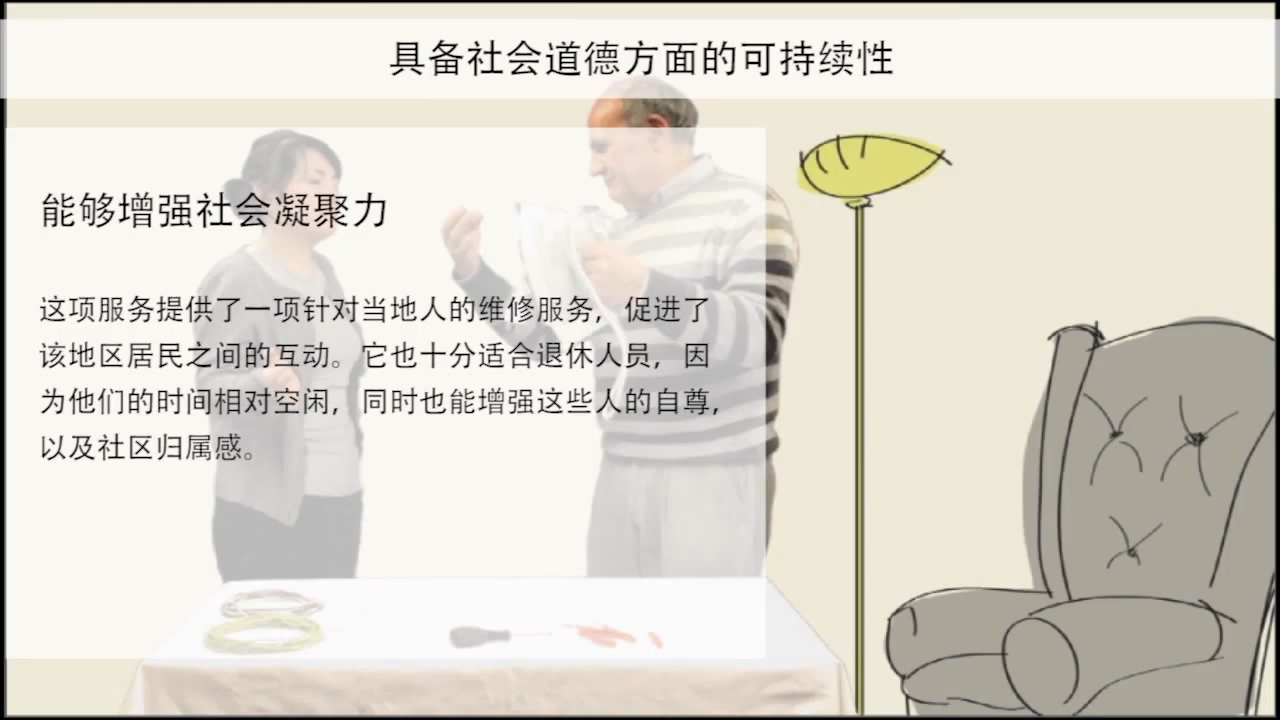 具备社会道德方面的可持续性
能够增强社会凝聚力
这项服务提供了一项针对当地人的维修服务，促进了
该地区居民之间的互动。它也十分适合退休人员，因
为他们的时间相对空闲，同时也能增强这些人的自尊，
以及社区归属感。